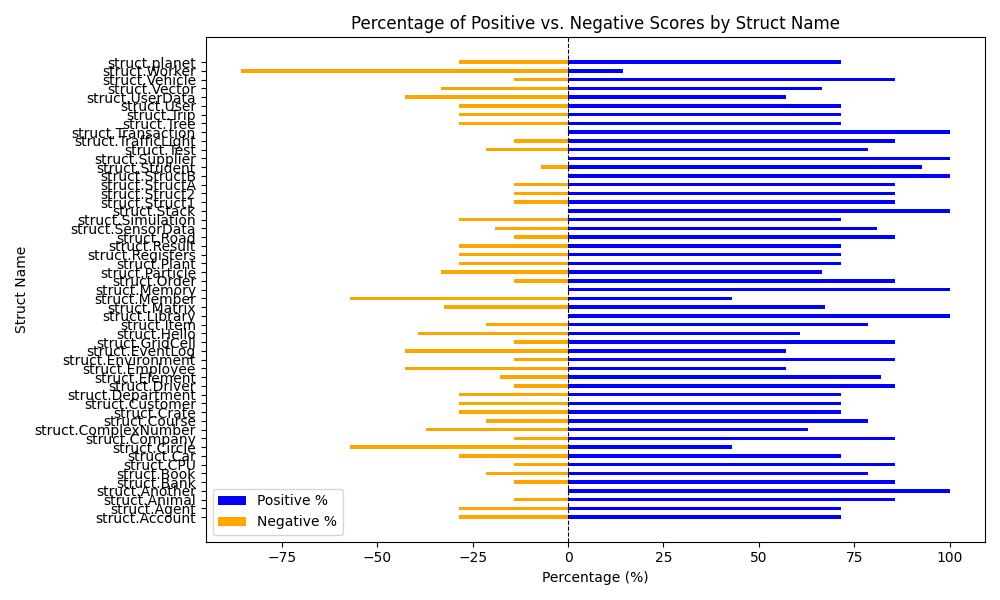 Percentage of Positive vs. Negative Scores by Struct Name
struct.planet
struct.Worker
struct.Vehicle
struct.Vector
struct.UserData
struct.User
struct.Trip
struct.Tree
struct.Transaction
struct.TrafficLight
struct.Test
struct.Supplier
struct.Student
struct.StructB
struct.StructA
struct.Struct2
struct.Struct1
struct.Stack
struct.Simulation
struct.SensorData
struct.Road
struct.Result
struct.Registers
struct.Plant
struct.Particle
struct.Order
struct.Memory
struct.Member
struct.Matrix
struct.Library
struct.Item
struct.Hello
struct.GridCell
struct.EventLog
struct.Environment
struct.Employee
struct.Element
struct.Driver
struct.Department
struct.Customer
struct.Crate
struct.Course
struct.ComplexNumber
struct.Company
struct.Circle
struct.Car
struct.CPU
struct.Book
struct.Bank
struct.Another
struct.Animal
struct.Agent
struct.Account
Struct Name
Positive %
Negative %
−75 −50 −25 0 25 50 75 100
Percentage (%)